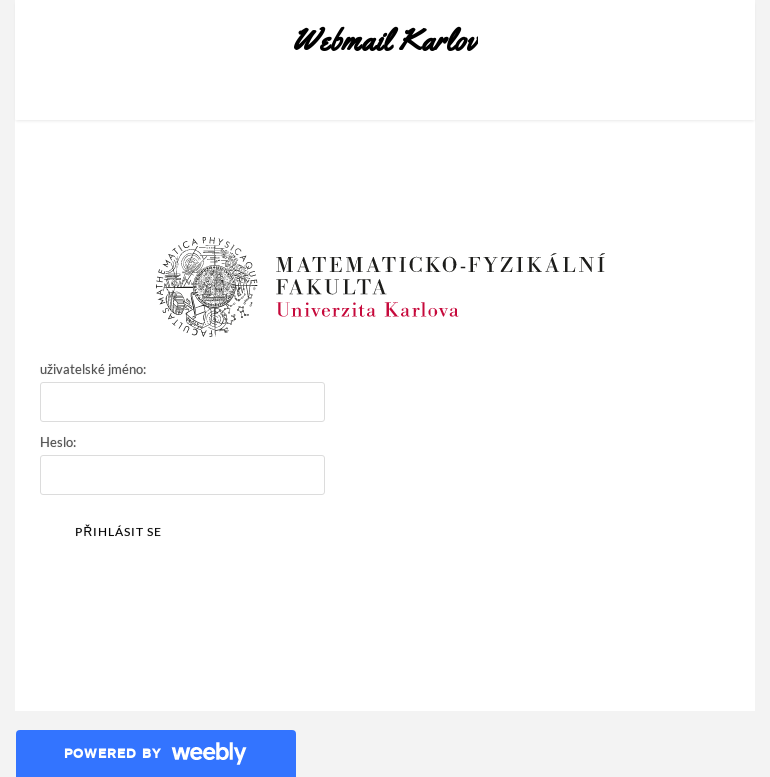 Webmail Karlov
MATHEMATICA PHYSICAQUE
FACULTAS
MATEMATICKO-FYZIKÁLNÍ
FAKULTA
Univerzita Karlova
uživatelské jméno:
Heslo:
PŘIHLÁSIT SE
POWERED BY weebly